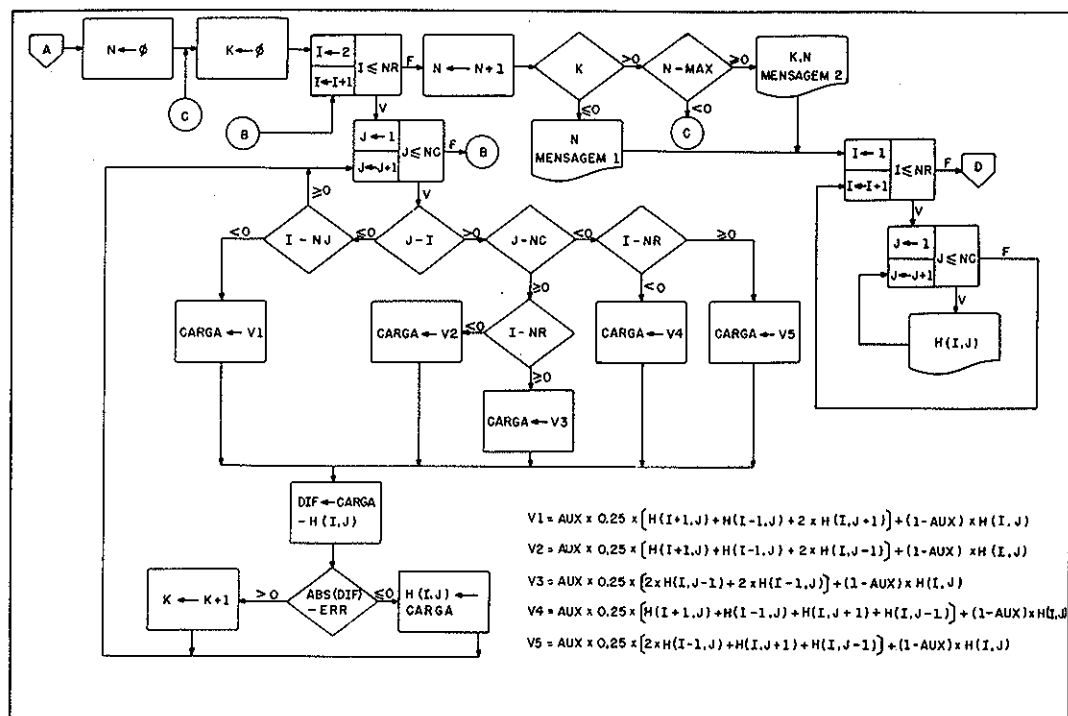 A
N ← ∅
K ← ∅
C
I ← 2
I ← I+1
I ≤ NR
F
V
B
N ← N+1
K
>0
≤0
N-MAX
≥0
<0
C
K,N
MENSAGEM 2
N
MENSAGEM 1
J ← 1
J ← J+1
J ≤ NC
F
B
V
I ← 1
I ← I+1
I ≤ NR
F
D
V
J ← 1
J ← J+1
J ≤ NC
F
V
H(I,J)
≥0
<0
I - NJ
≤0
J-I
>0
J-NC
<0
I-NR
≥0
≥0
<0
CARGA ← V1
CARGA ← V2
<0
I-NR
≥0
CARGA ← V4
CARGA ← V5
CARGA ← V3
DIF ← CARGA
- H(I,J)
K ← K+1
>0
ABS(DIF)
-ERR
≤0
H(I,J) ←
CARGA
V1 = AUX x 0.25 x [H(I+1,J) + H(I-1,J) + 2 x H(I,J+1)] + (1-AUX) x H(I,J)
V2 = AUX x 0.25 x [H(I+1,J) + H(I-1,J) + 2 x H(I,J-1)] + (1-AUX) x H(I,J)
V3 = AUX x 0.25 x [2 x H(I,J-1) + 2 x H(I-1,J)] + (1-AUX) x H(I,J)
V4 = AUX x 0.25 x [H(I+1,J) + H(I-1,J) + H(I,J+1) + H(I,J-1)] + (1-AUX) x H(I,J)
V5 = AUX x 0.25 x [2 x H(I-1,J) + H(I,J+1) + H(I,J-1)] + (1-AUX) x H(I,J)